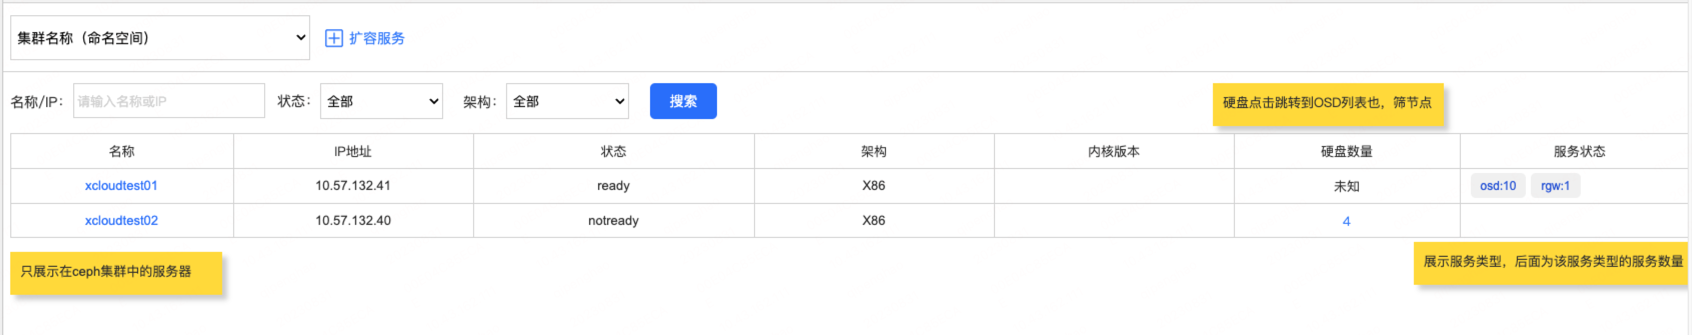 集群名称（命名空间）
扩容服务
名称/IP： 请输入名称或IP 状态： 全部 架构： 全部 搜索
硬盘点击跳转到OSD列表也，筛节点
名称 IP地址 状态 架构 内核版本 硬盘数量 服务状态
xcloudtest01 10.57.132.41 ready X86 未知 osd:10 rgw:1
xcloudtest02 10.57.132.40 notready X86 4
只展示在ceph集群中的服务器
展示服务类型，后面为该服务类型的服务数量